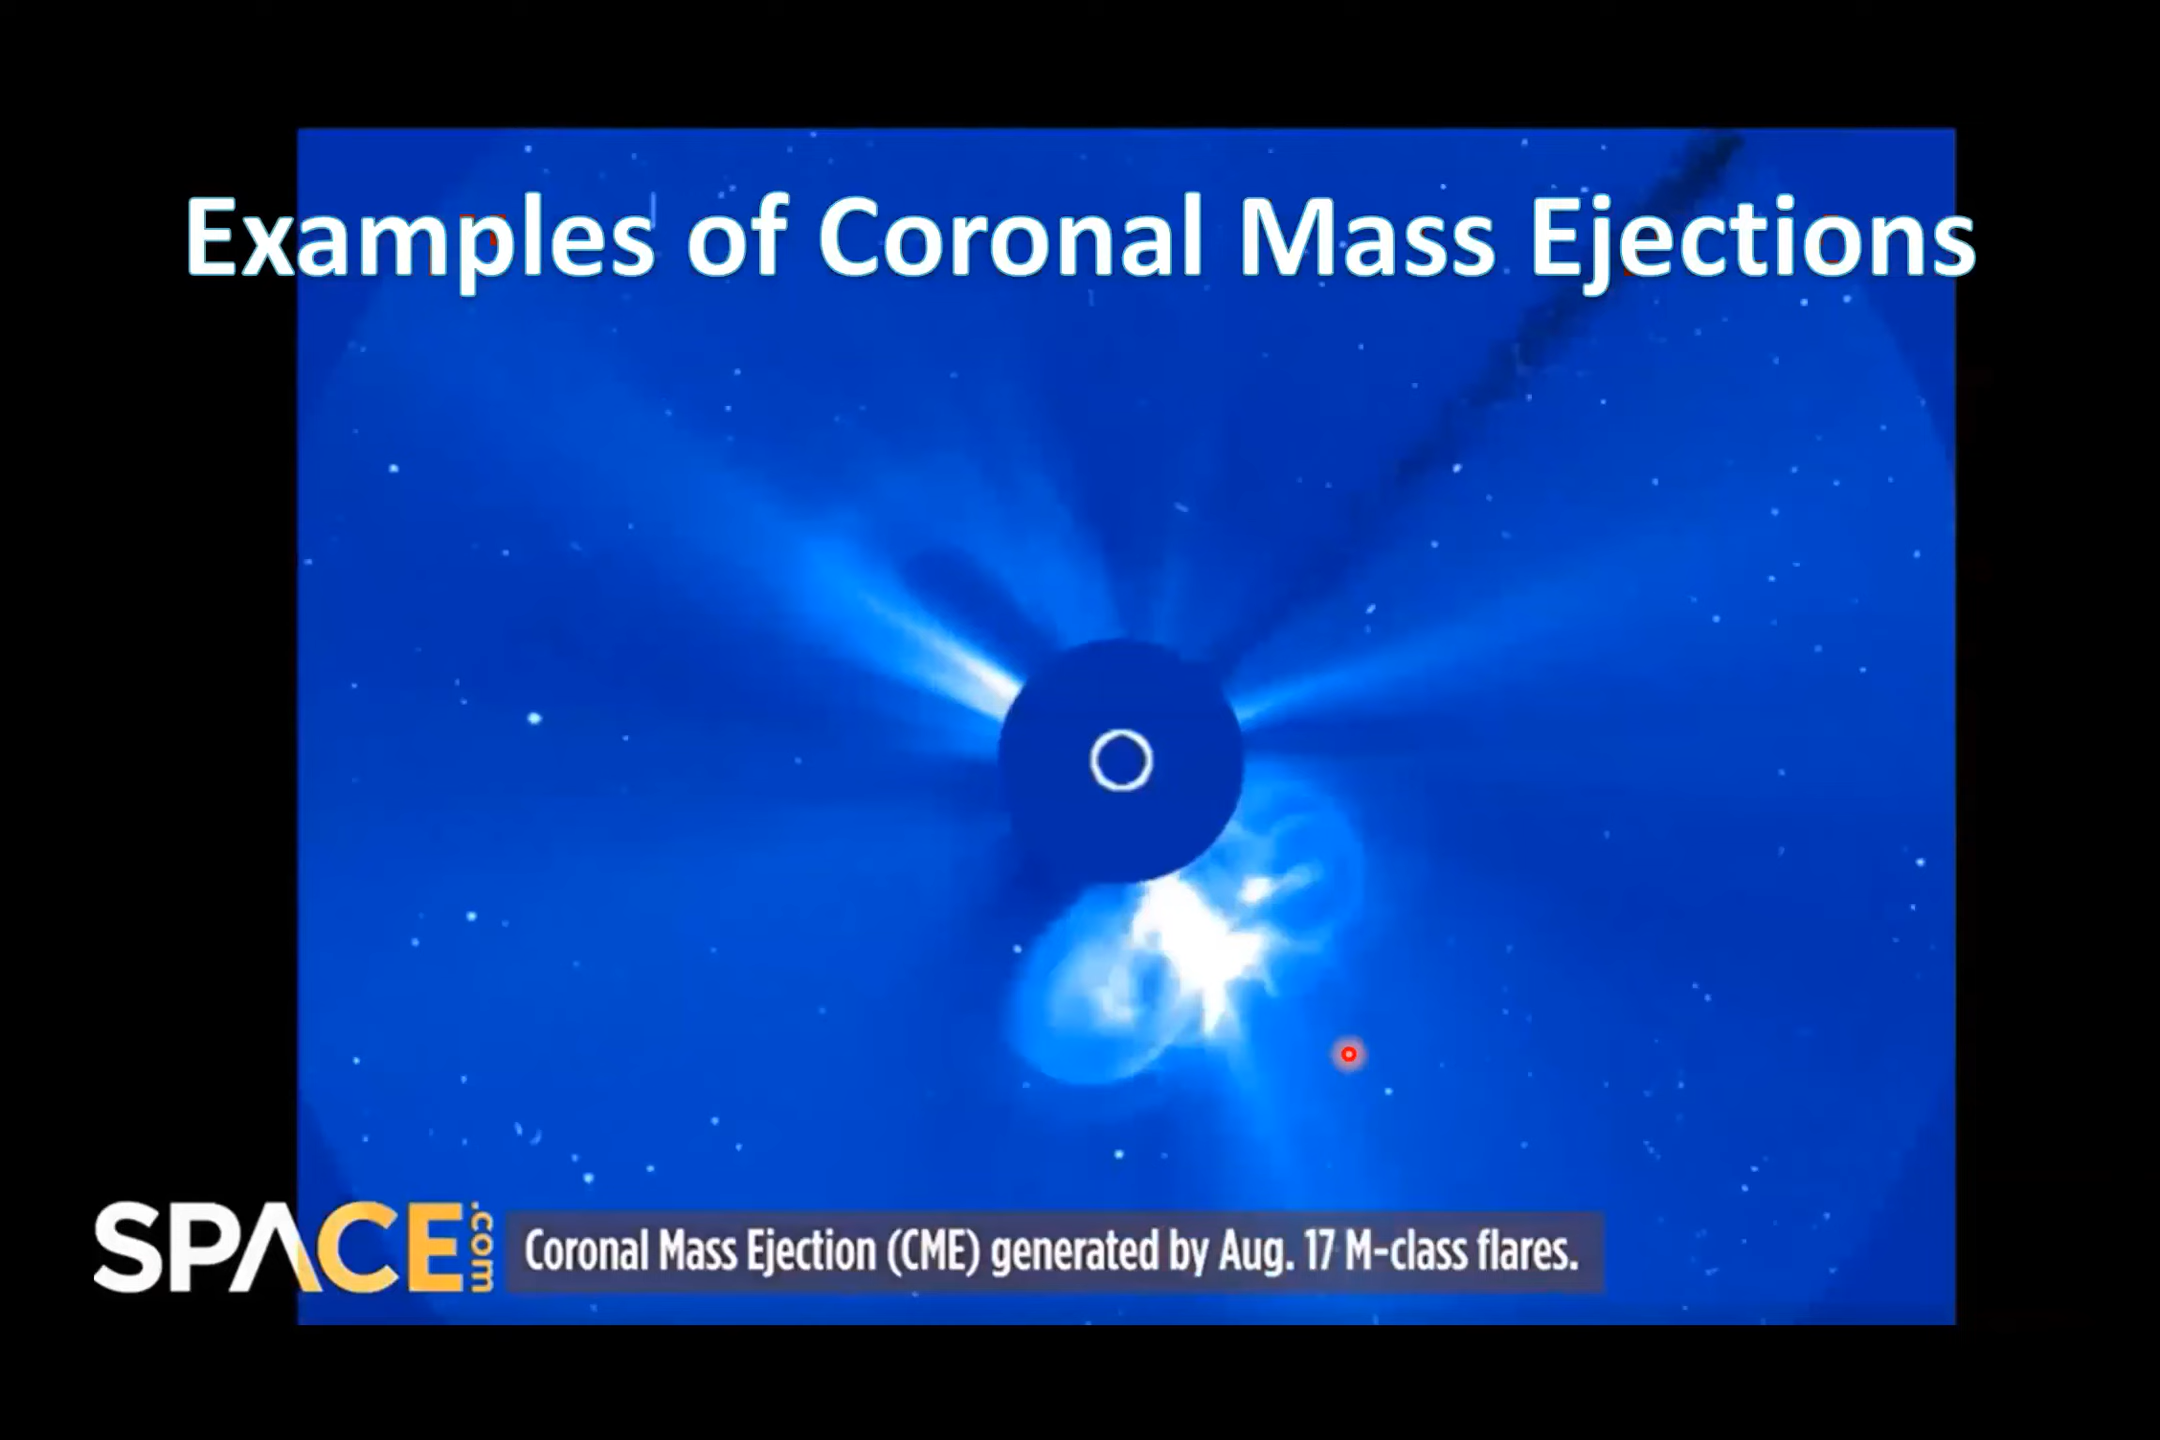 Examples of Coronal Mass Ejections
SPACE.com
Coronal Mass Ejection (CME) generated by Aug. 17 M-class flares.